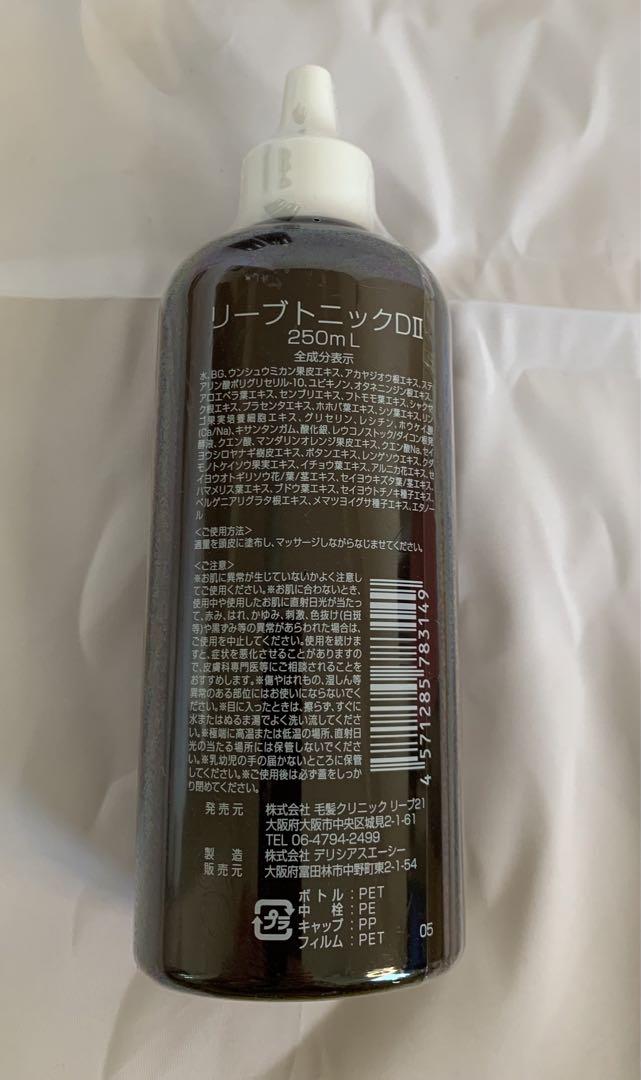 リーブトニックDⅡ
250mL
全成分表示
水、BG、ウンシュウミカン果皮エキス、アカヤジオウ根エキス、ステ
アリン酸ポリグリセリル-10、ユビキノン、オタネニンジン根エキス、
アロエベラ葉エキス、センブリエキス、フトモモ葉エキス、シャクヤ
ク根エキス、プラセンタエキス、ホホバ葉エキス、シソ葉エキス、リン
ゴ果実培養細胞エキス、グリセリン、レシチン、ホウケイ酸
(Ca/Na)、キサンタンガム、酸化銀、レウコノストック/ダイコン根発
酵液、クエン酸、マンダリンオレンジ果皮エキス、クエン酸Na、セイ
ヨウシロヤナギ樹皮エキス、ボタンエキス、レンゲソウエキス、クダ
モノトケイソウ果実エキス、イチョウ葉エキス、アルニカ花エキス、セ
イヨウオトギリソウ花/葉/茎エキス、セイヨウキズタ葉/茎エキス、
ハマメリス葉エキス、ブドウ葉エキス、セイヨウトチノキ種子エキス、
ベルゲニアリグラタ根エキス、メマツヨイグサ種子エキス、エタノー
ル
<ご使用方法>
適量を頭皮に塗布し、マッサージしながらなじませてください。
<ご注意>
※お肌に異常が生じていないかよく注意し
てご使用ください。※お肌に合わないとき、
使用中や使用したお肌に直射日光が当たっ
て、赤み、はれ、かゆみ、刺激、色抜け(白斑
等)や黒ずみ等の異常があらわれた場合は、
ご使用を中止してください。使用を続けま
すと、症状を悪化させることがありますの
で、皮膚科専門医等にご相談されることを
おすすめします。※傷やはれもの、湿しん等
異常のある部位にはお使いにならないでく
ださい。※目に入ったときは、擦らず、すぐに
水またはぬるま湯でよく洗い流してくださ
い。※極端に高温または低温の場所、直射日
光の当たる場所には保管しないでくださ
い。※乳幼児の手の届かないところに保管
してください。※ご使用後は必ず蓋をしっか
り閉めてください。
4 571285 783149
発売元 株式会社 毛髪クリニック リーブ21
大阪府大阪市中央区城見2-1-61
TEL 06-4794-2499
製造 株式会社 デリシアスエーシー
販売元 大阪府富田林市中野町東2-1-54
プラ
ボトル:PET
中栓:PE
キャップ:PP
フィルム:PET
05